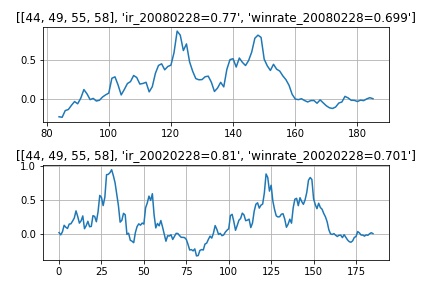 [[44, 49, 55, 58], 'ir_20080228=0.77', 'winrate_20080228=0.699']
0.5
0.0
80 100 120 140 160 180
[[44, 49, 55, 58], 'ir_20020228=0.81', 'winrate_20020228=0.701']
1.0
0.5
0.0
0 25 50 75 100 125 150 175